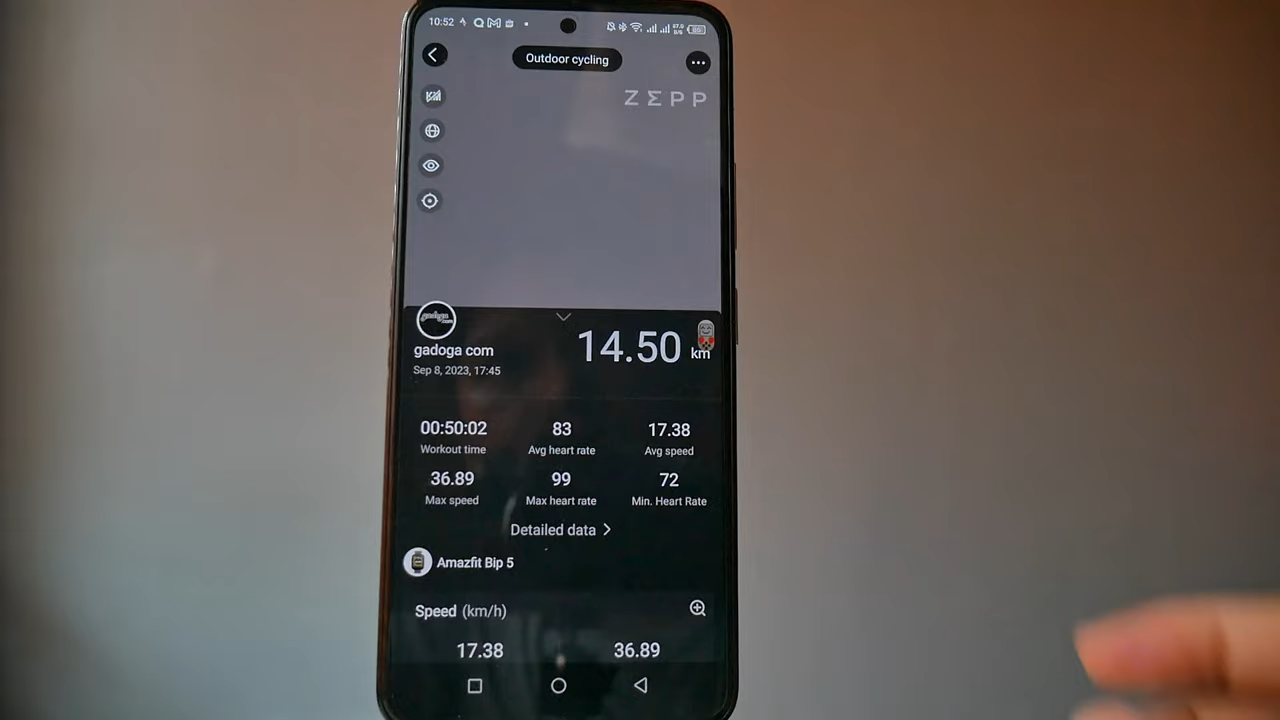 10:52
Outdoor cycling
ZΣPP
gadoga com
14.50 km
Sep 8, 2023, 17:45
00:50:02 83 17.38
Workout time Avg heart rate Avg speed
36.89 99 72
Max speed Max heart rate Min. Heart Rate
Detailed data >
Amazfit Bip 5
Speed (km/h)
17.38 36.89